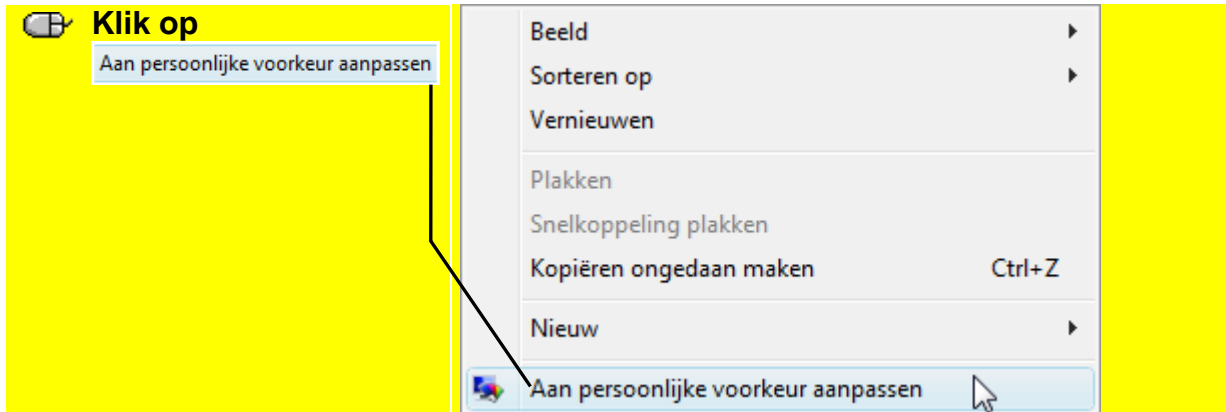 Klik op
Aan persoonlijke voorkeur aanpassen
Beeld
Sorteren op
Vernieuwen
Plakken
Snelkoppeling plakken
Kopiëren ongedaan maken Ctrl+Z
Nieuw
Aan persoonlijke voorkeur aanpassen